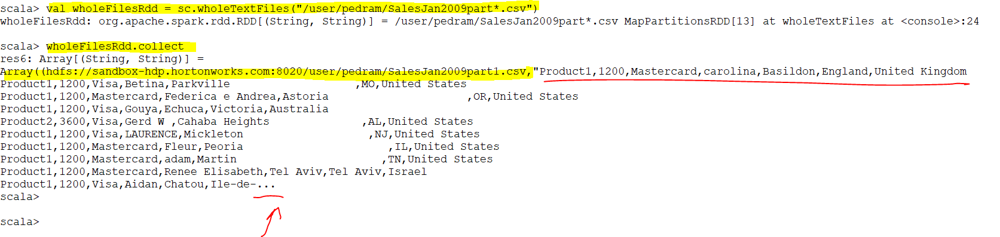 scala> val wholeFilesRdd = sc.wholeTextFiles("/user/pedram/SalesJan2009part*.csv")
wholeFilesRdd: org.apache.spark.rdd.RDD[(String, String)] = /user/pedram/SalesJan2009part*.csv MapPartitionsRDD[13] at wholeTextFiles at <console>:24
scala> wholeFilesRdd.collect
res6: Array[(String, String)] =
Array((hdfs://sandbox-hdp.hortonworks.com:8020/user/pedram/SalesJan2009part1.csv,"Product1,1200,Mastercard,carolina,Basildon,England,United Kingdom
Product1,1200,Visa,Betina,Parkville                   ,MO,United States
Product1,1200,Mastercard,Federica e Andrea,Astoria                     ,OR,United States
Product1,1200,Visa,Gouya,Echuca,Victoria,Australia
Product2,3600,Visa,Gerd W ,Cahaba Heights              ,AL,United States
Product1,1200,Visa,LAURENCE,Mickleton                   ,NJ,United States
Product1,1200,Mastercard,Fleur,Peoria                      ,IL,United States
Product1,1200,Mastercard,adam,Martin                      ,TN,United States
Product1,1200,Mastercard,Renee Elisabeth,Tel Aviv,Tel Aviv,Israel
Product1,1200,Visa,Aidan,Chatou,Ile-de-...
scala>
scala>